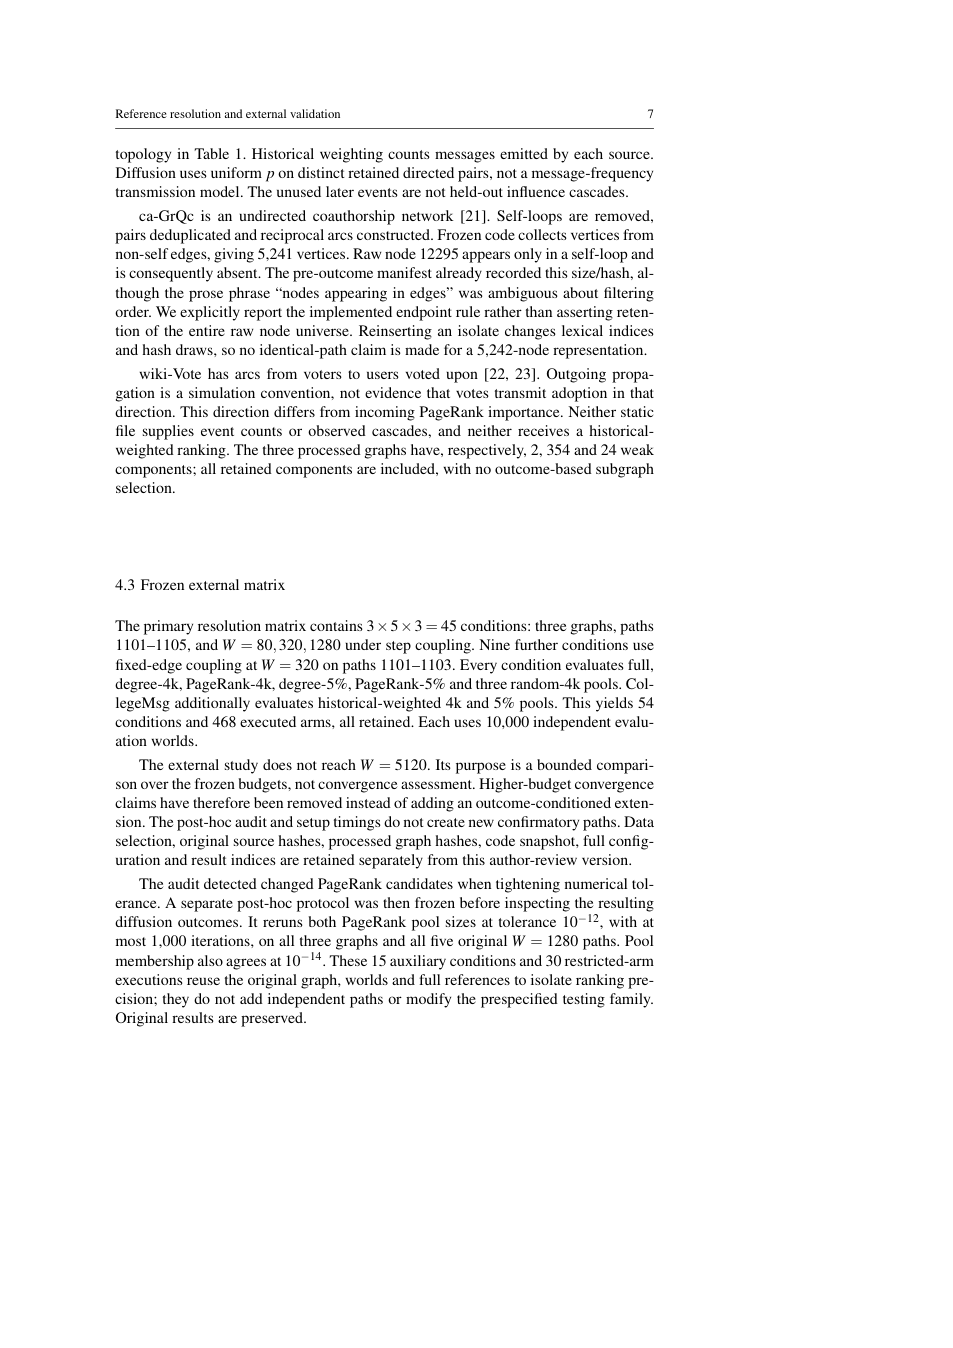 Reference resolution and external validation 7
topology in Table 1. Historical weighting counts messages emitted by each source.
Diffusion uses uniform p on distinct retained directed pairs, not a message-frequency
transmission model. The unused later events are not held-out influence cascades.
ca-GrQc is an undirected coauthorship network [21]. Self-loops are removed,
pairs deduplicated and reciprocal arcs constructed. Frozen code collects vertices from
non-self edges, giving 5,241 vertices. Raw node 12295 appears only in a self-loop and
is consequently absent. The pre-outcome manifest already recorded this size/hash, al-
though the prose phrase “nodes appearing in edges” was ambiguous about filtering
order. We explicitly report the implemented endpoint rule rather than asserting reten-
tion of the entire raw node universe. Reinserting an isolate changes lexical indices
and hash draws, so no identical-path claim is made for a 5,242-node representation.
wiki-Vote has arcs from voters to users voted upon [22, 23]. Outgoing propa-
gation is a simulation convention, not evidence that votes transmit adoption in that
direction. This direction differs from incoming PageRank importance. Neither static
file supplies event counts or observed cascades, and neither receives a historical-
weighted ranking. The three processed graphs have, respectively, 2, 354 and 24 weak
components; all retained components are included, with no outcome-based subgraph
selection.
4.3 Frozen external matrix
The primary resolution matrix contains 3 × 5 × 3 = 45 conditions: three graphs, paths
1101–1105, and W = 80,320,1280 under step coupling. Nine further conditions use
fixed-edge coupling at W = 320 on paths 1101–1103. Every condition evaluates full,
degree-4k, PageRank-4k, degree-5%, PageRank-5% and three random-4k pools. Col-
legeMsg additionally evaluates historical-weighted 4k and 5% pools. This yields 54
conditions and 468 executed arms, all retained. Each uses 10,000 independent evalu-
ation worlds.
The external study does not reach W = 5120. Its purpose is a bounded compari-
son over the frozen budgets, not convergence assessment. Higher-budget convergence
claims have therefore been removed instead of adding an outcome-conditioned exten-
sion. The post-hoc audit and setup timings do not create new confirmatory paths. Data
selection, original source hashes, processed graph hashes, code snapshot, full config-
uration and result indices are retained separately from this author-review version.
The audit detected changed PageRank candidates when tightening numerical tol-
erance. A separate post-hoc protocol was then frozen before inspecting the resulting
diffusion outcomes. It reruns both PageRank pool sizes at tolerance 10⁻¹², with at
most 1,000 iterations, on all three graphs and all five original W = 1280 paths. Pool
membership also agrees at 10⁻¹⁴. These 15 auxiliary conditions and 30 restricted-arm
executions reuse the original graph, worlds and full references to isolate ranking pre-
cision; they do not add independent paths or modify the prespecified testing family.
Original results are preserved.